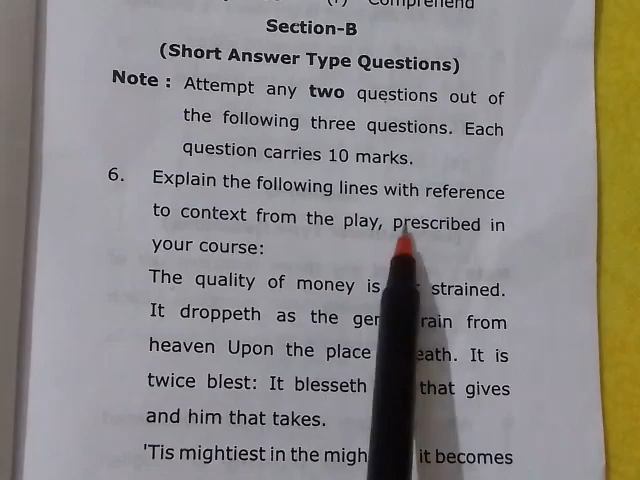 (r) Comprehend
Section-B
(Short Answer Type Questions)
Note : Attempt any two questions out of
the following three questions. Each
question carries 10 marks.
6. Explain the following lines with reference
to context from the play, prescribed in
your course:
The quality of money is strained.
It droppeth as the rain from
heaven Upon the place It is
twice blest: It blesseth that gives
and him that takes.
'Tis mightiest in the it becomes